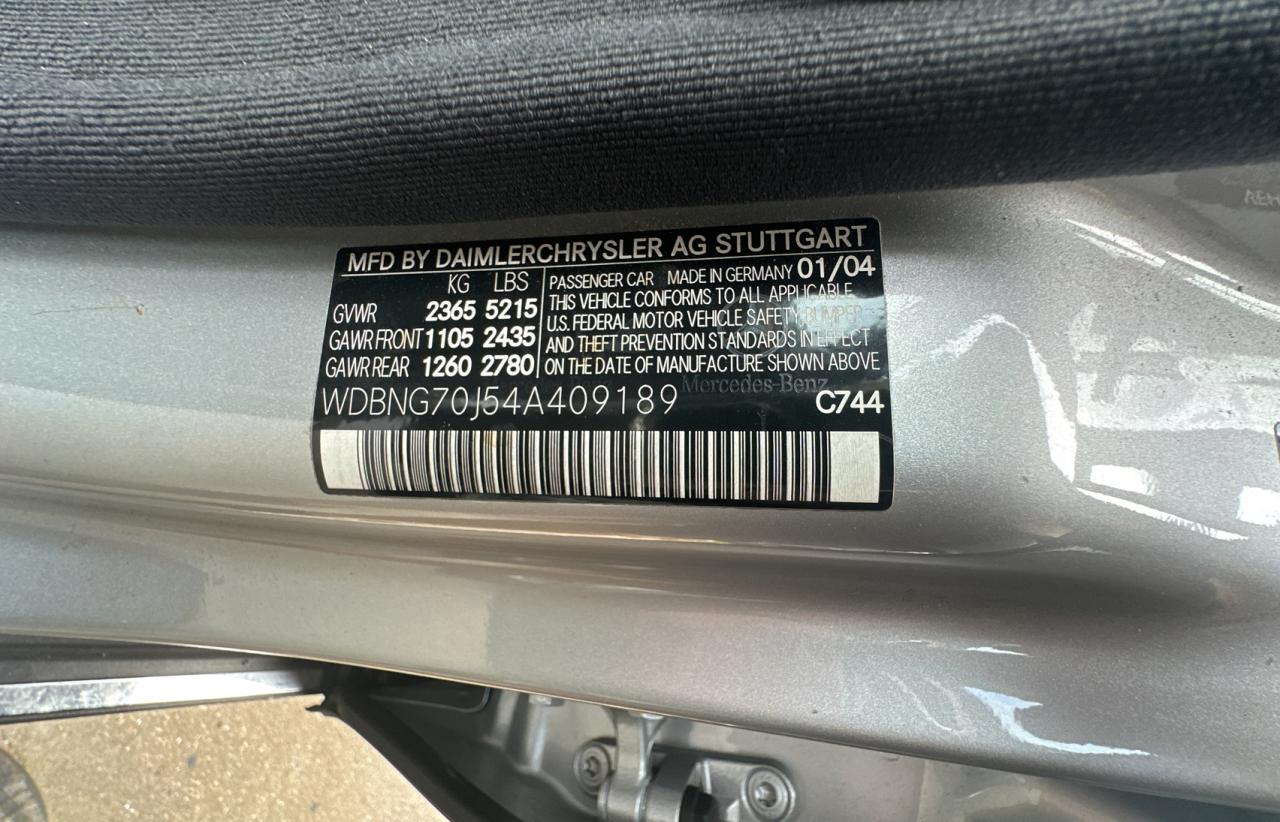 MFD BY DAIMLERCHRYSLER AG STUTTGART
KG LBS
GVWR 2365 5215
GAWR FRONT 1105 2435
GAWR REAR 1260 2780
PASSENGER CAR MADE IN GERMANY 01/04
THIS VEHICLE CONFORMS TO ALL APPLICABLE
U.S. FEDERAL MOTOR VEHICLE SAFETY BUMPER
AND THEFT PREVENTION STANDARDS IN EFFECT
ON THE DATE OF MANUFACTURE SHOWN ABOVE
Mercedes-Benz
WDBNG70J54A409189
C744